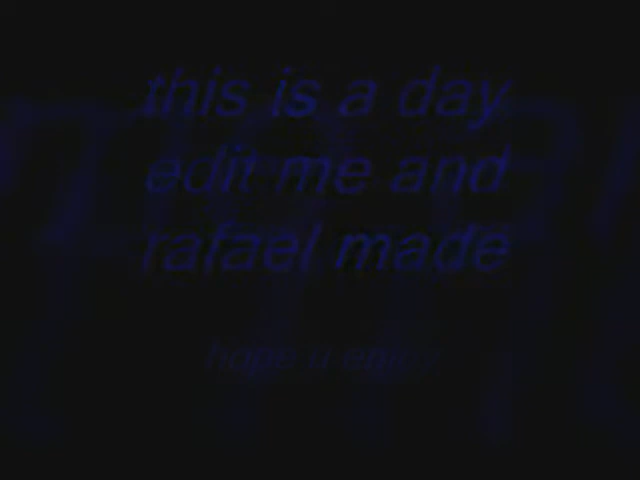 this is a day
edit me and
rafael made
hope u enjoy